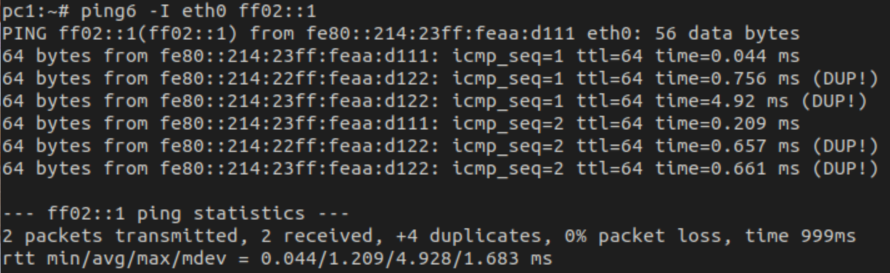 pc1:~# ping6 -I eth0 ff02::1
PING ff02::1(ff02::1) from fe80::214:23ff:feaa:d111 eth0: 56 data bytes
64 bytes from fe80::214:23ff:feaa:d111: icmp_seq=1 ttl=64 time=0.044 ms
64 bytes from fe80::214:22ff:feaa:d122: icmp_seq=1 ttl=64 time=0.756 ms (DUP!)
64 bytes from fe80::214:23ff:feaa:d122: icmp_seq=1 ttl=64 time=4.92 ms (DUP!)
64 bytes from fe80::214:23ff:feaa:d111: icmp_seq=2 ttl=64 time=0.209 ms
64 bytes from fe80::214:22ff:feaa:d122: icmp_seq=2 ttl=64 time=0.657 ms (DUP!)
64 bytes from fe80::214:23ff:feaa:d122: icmp_seq=2 ttl=64 time=0.661 ms (DUP!)
--- ff02::1 ping statistics ---
2 packets transmitted, 2 received, +4 duplicates, 0% packet loss, time 999ms
rtt min/avg/max/mdev = 0.044/1.209/4.928/1.683 ms